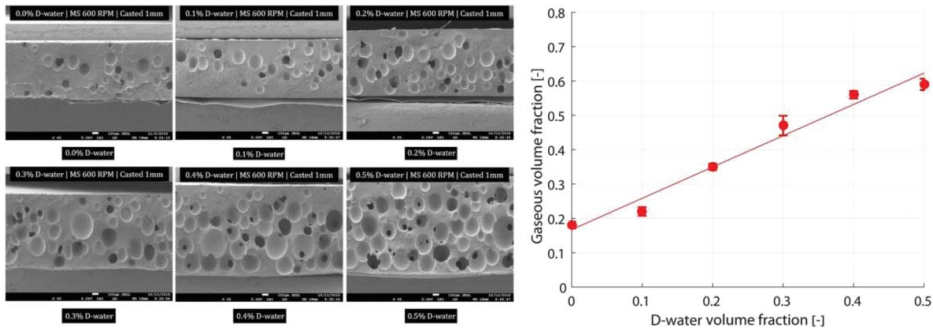 0.0% D-water | MS 600 RPM | Casted 1mm
0.1% D-water | MS 600 RPM | Casted 1mm
0.2% D-water | MS 600 RPM | Casted 1mm
0.0% D-water
0.1% D-water
0.2% D-water
0.3% D-water | MS 600 RPM | Casted 1mm
0.4% D-water | MS 600 RPM | Casted 1mm
0.5% D-water | MS 600 RPM | Casted 1mm
0.3% D-water
0.4% D-water
0.5% D-water
Gaseous volume fraction [-]
0.8
0.7
0.6
0.5
0.4
0.3
0.2
0.1
0
0 0.1 0.2 0.3 0.4 0.5
D-water volume fraction [-]